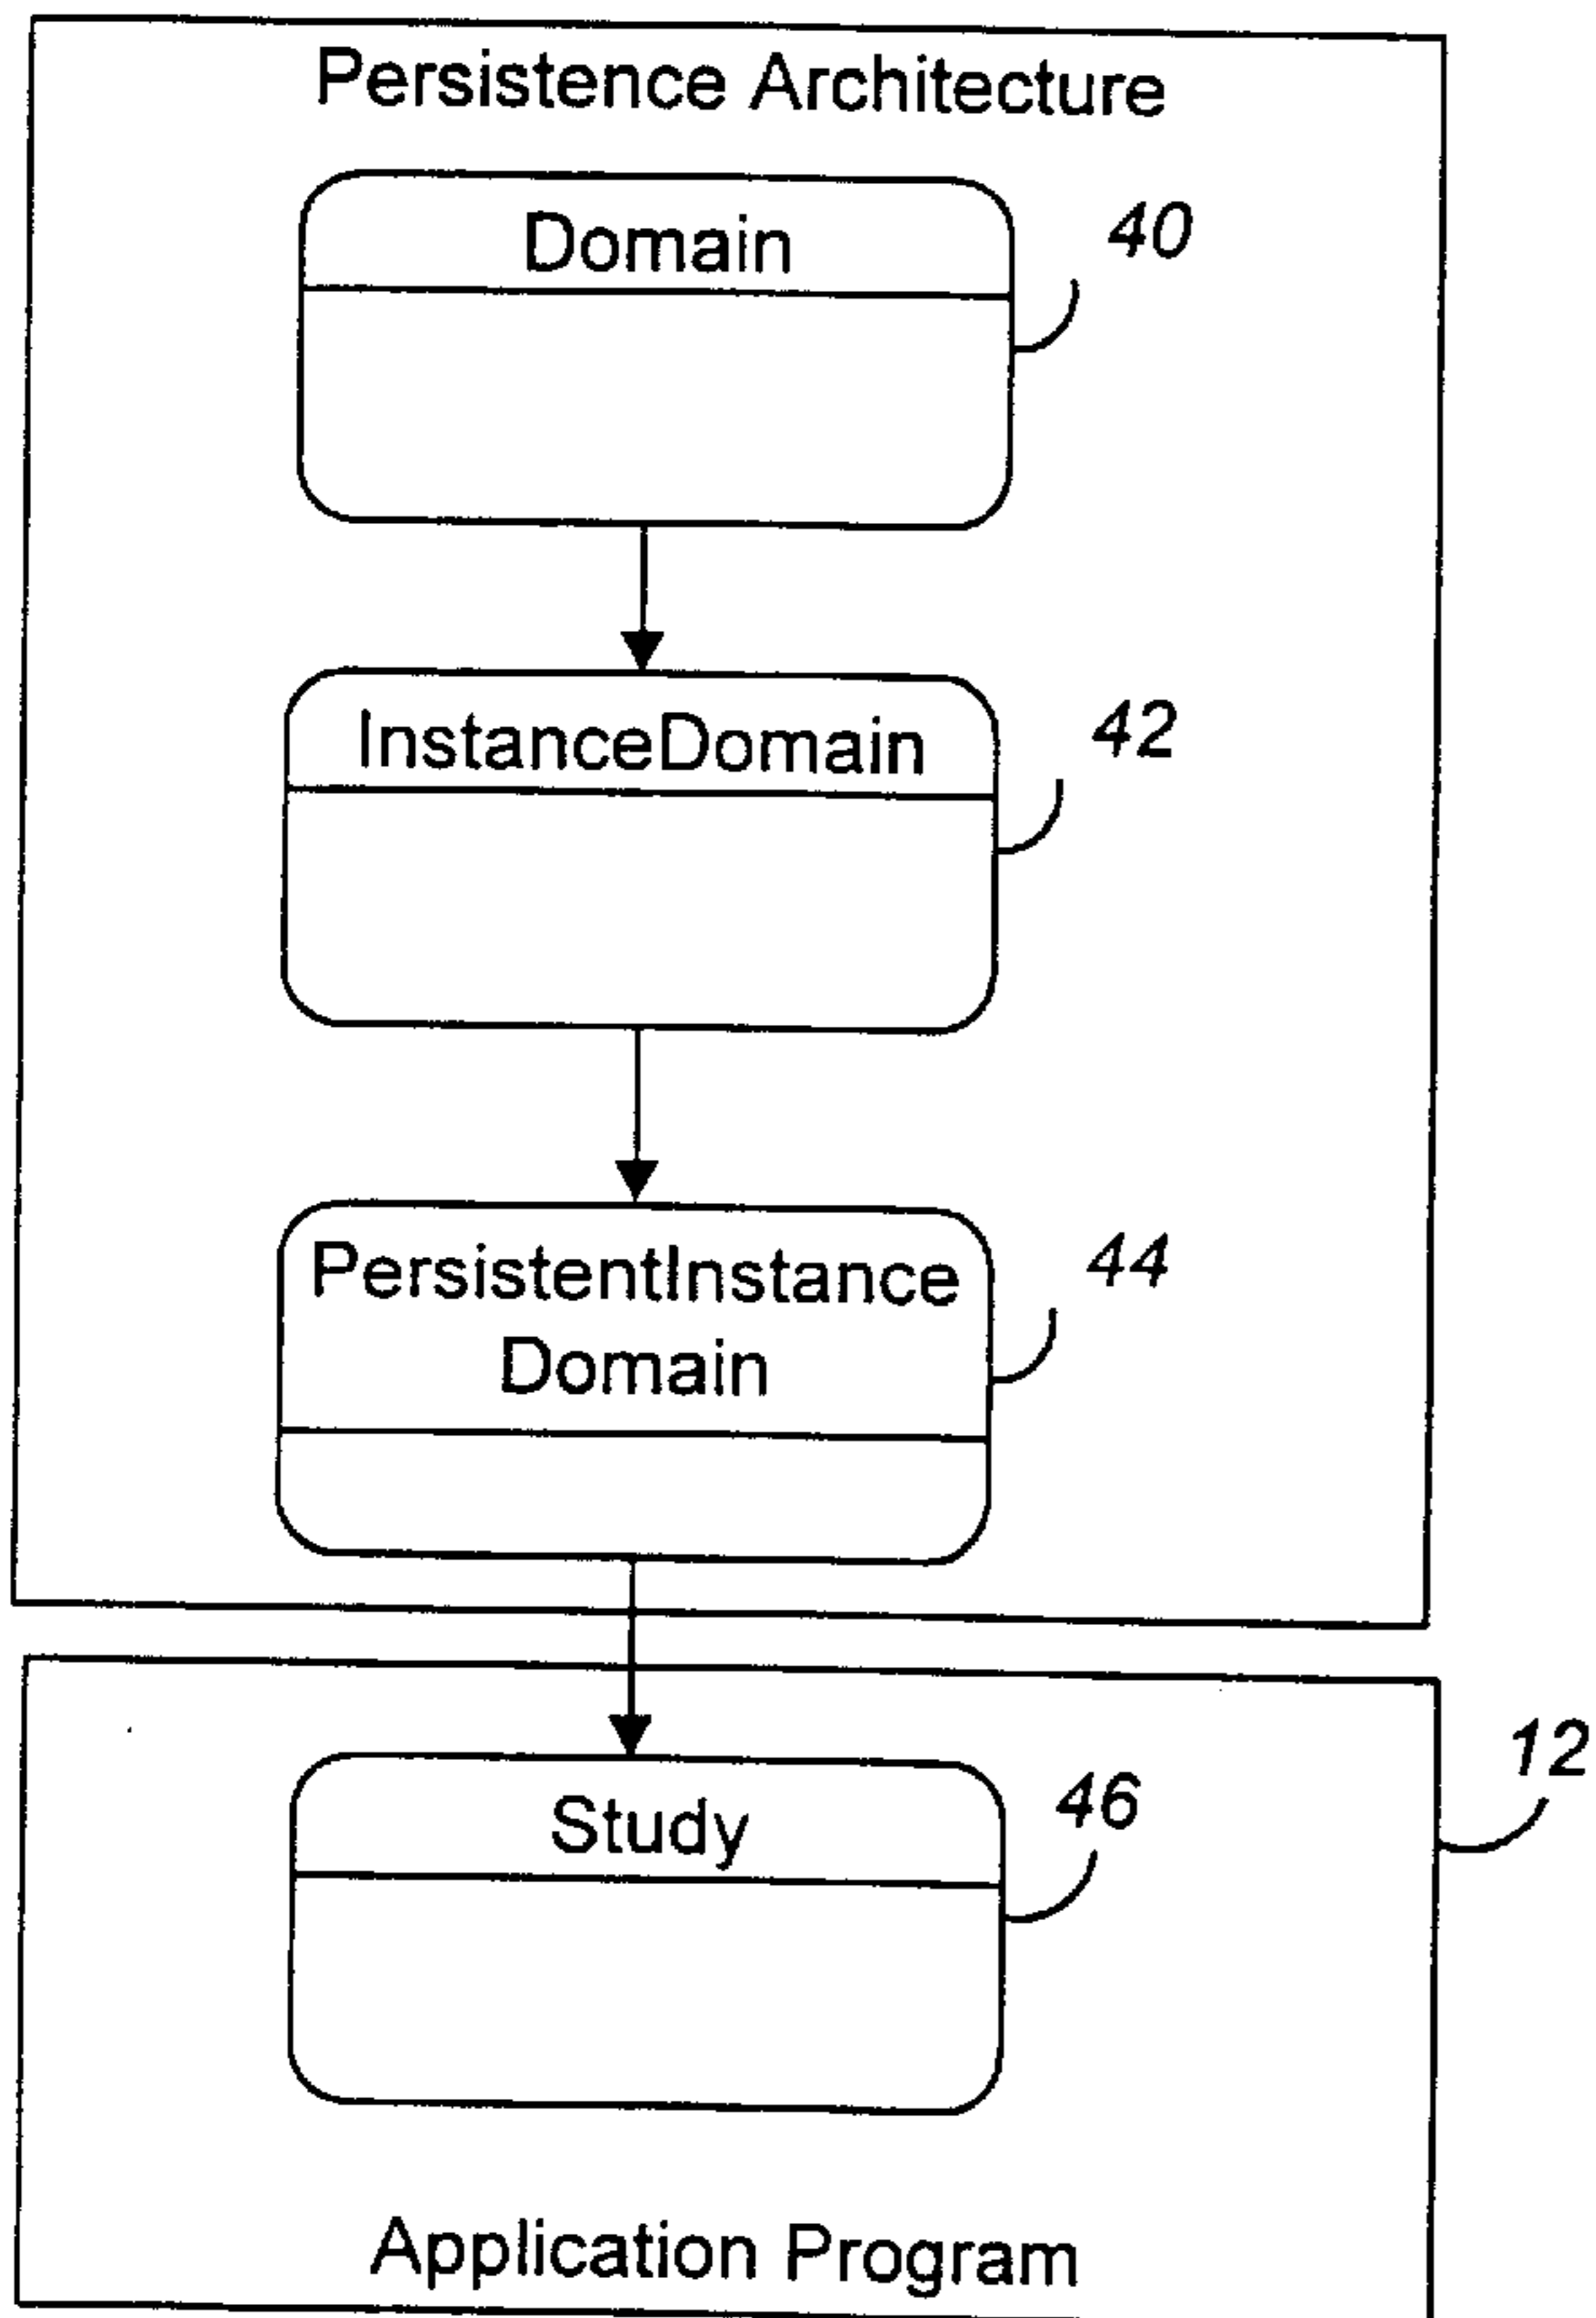 Persistence Architecture
Domain
40
InstanceDomain
42
PersistentInstance
Domain
44
Study
46
12
Application Program